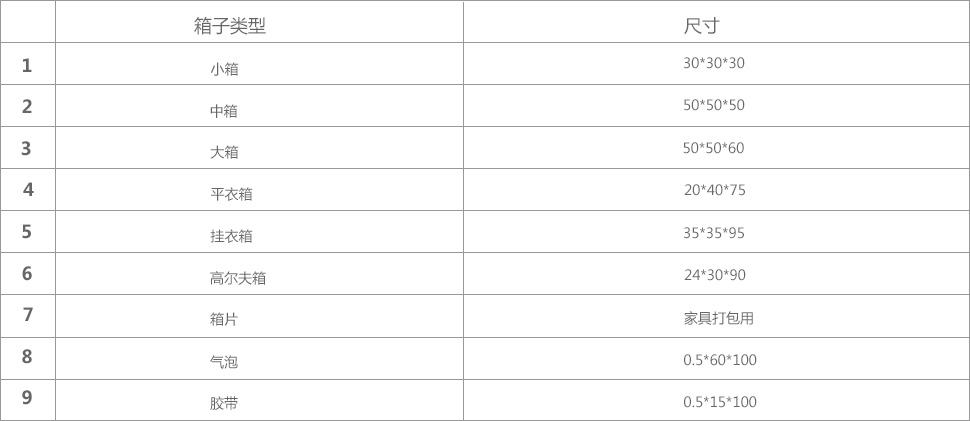 箱子类型 尺寸
1 小箱 30*30*30
2 中箱 50*50*50
3 大箱 50*50*60
4 平衣箱 20*40*75
5 挂衣箱 35*35*95
6 高尔夫箱 24*30*90
7 箱片 家具打包用
8 气泡 0.5*60*100
9 胶带 0.5*15*100